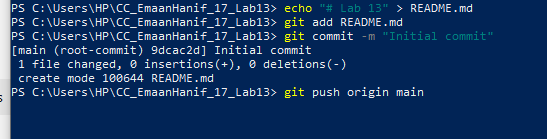 PS C:\Users\HP\CC_EmaanHanif_17_Lab13> echo "# Lab 13" > README.md
PS C:\Users\HP\CC_EmaanHanif_17_Lab13> git add README.md
PS C:\Users\HP\CC_EmaanHanif_17_Lab13> git commit -m "Initial commit"
[main (root-commit) 9dcac2d] Initial commit
 1 file changed, 0 insertions(+), 0 deletions(-)
 create mode 100644 README.md
PS C:\Users\HP\CC_EmaanHanif_17_Lab13> git push origin main